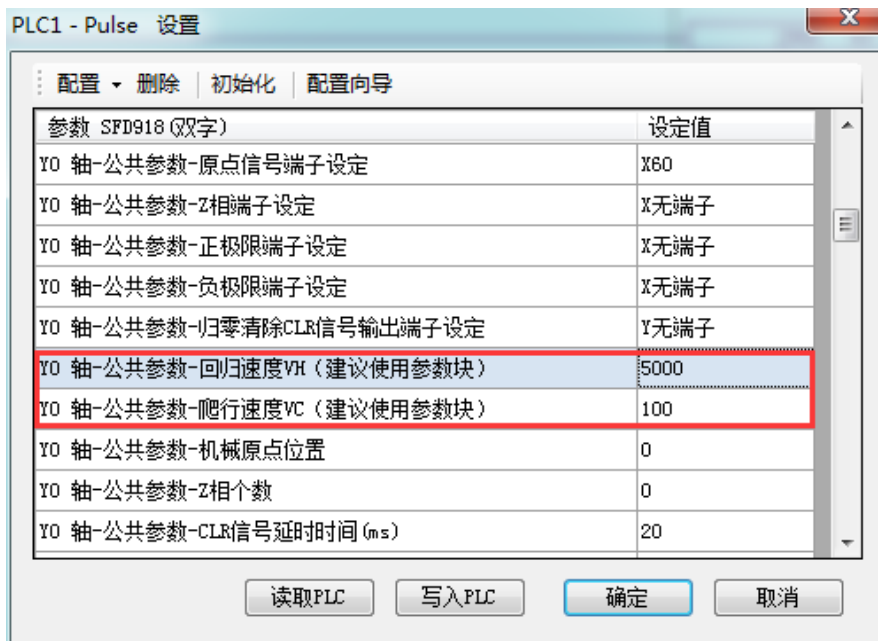 PLC1 - Pulse 设置
配置 删除 初始化 配置向导
参数 SFD918(双字) 设定值
Y0 轴-公共参数-原点信号端子设定 X60
Y0 轴-公共参数-Z相端子设定 X无端子
Y0 轴-公共参数-正极限端子设定 X无端子
Y0 轴-公共参数-负极限端子设定 X无端子
Y0 轴-公共参数-归零清除CLR信号输出端子设定 Y无端子
Y0 轴-公共参数-回归速度VH（建议使用参数块） 5000
Y0 轴-公共参数-爬行速度VC（建议使用参数块） 100
Y0 轴-公共参数-机械原点位置 0
Y0 轴-公共参数-Z相个数 0
Y0 轴-公共参数-CLR信号延时时间(ms) 20
读取PLC 写入PLC 确定 取消